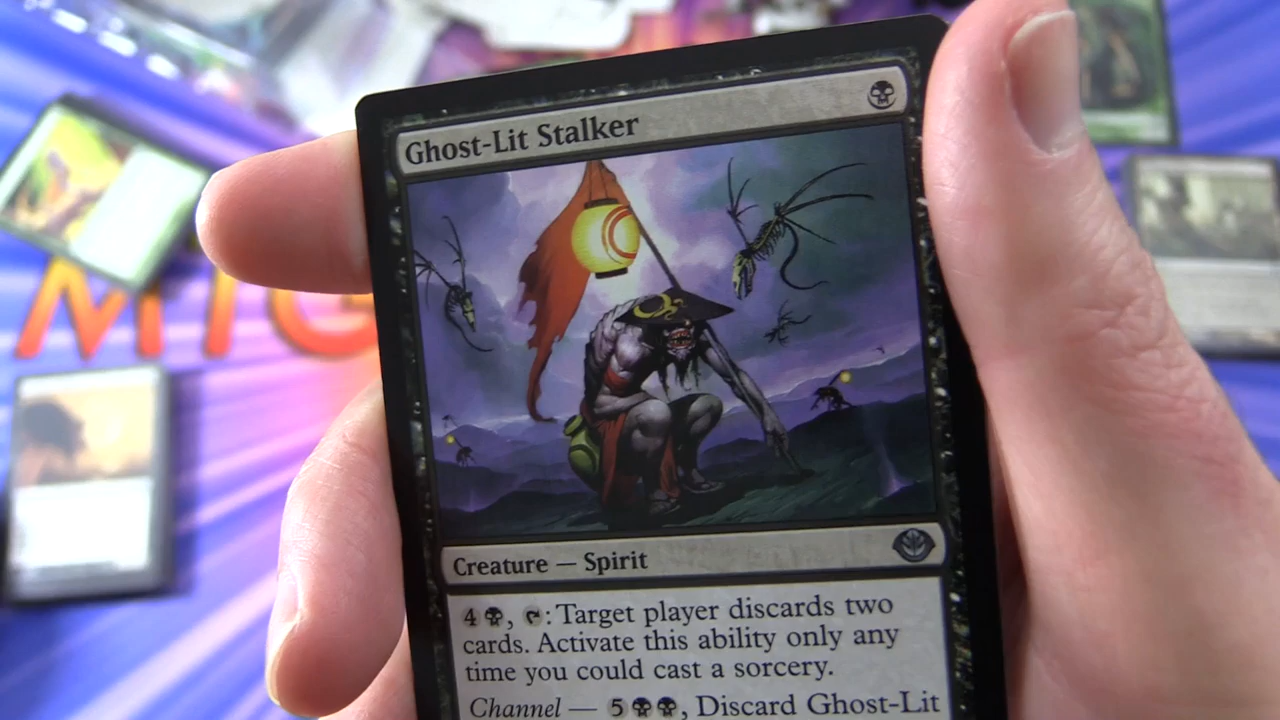 Ghost-Lit Stalker
MTG
Creature — Spirit
4, : Target player discards two
cards. Activate this ability only any
time you could cast a sorcery.
Channel — 5, Discard Ghost-Lit